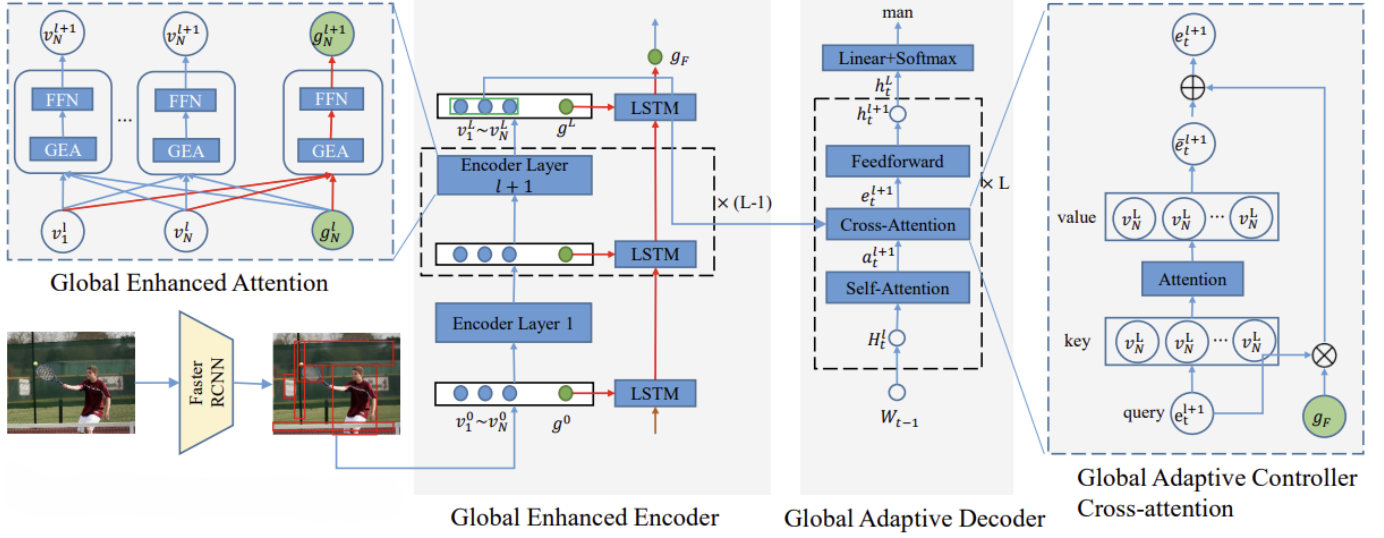 v_N^{l+1}
v_N^{l+1}
g_N^{l+1}
FFN
FFN
FFN
...
GEA
GEA
GEA
v_1^l
v_N^l
g_N^l
Global Enhanced Attention
Faster
RCNN
g_F
LSTM
v_1^L~v_N^L
g^L
Encoder Layer
l + 1
× (L-1)
LSTM
Encoder Layer 1
LSTM
v_1^0~v_N^0
g^0
Global Enhanced Encoder
man
Linear+Softmax
h_t^L
h_t^{l+1}
Feedforward
× L
e_t^{l+1}
Cross-Attention
a_t^{l+1}
Self-Attention
H_t^l
W_{t-1}
Global Adaptive Decoder
e_t^{l+1}
⊕
ē_t^{l+1}
value
v_N^L
v_N^L
...
v_N^L
Attention
key
v_N^L
v_N^L
...
v_N^L
⊗
query
e_t^{l+1}
g_F
Global Adaptive Controller
Cross-attention